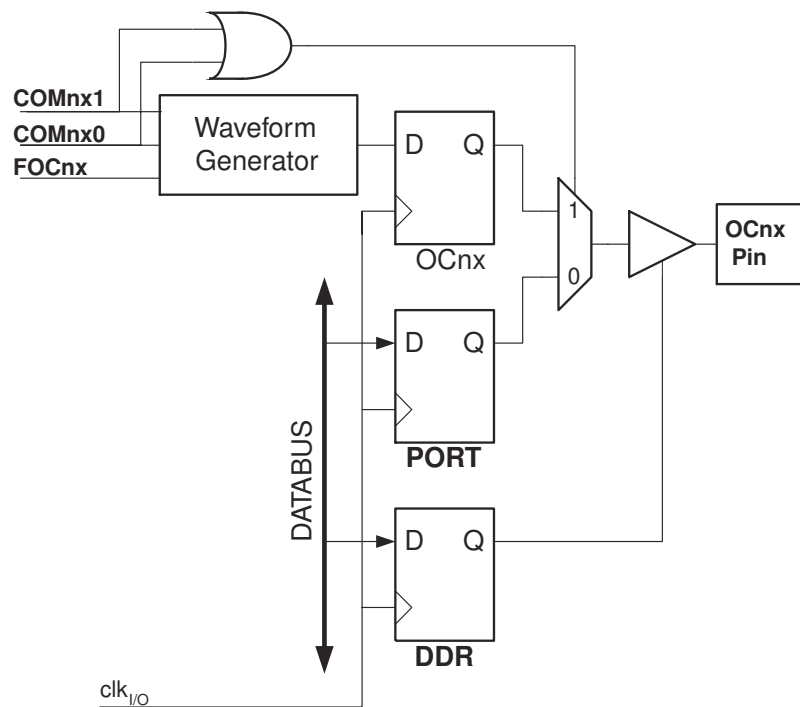 COMnx1
COMnx0
FOCnx
Waveform
Generator
D Q
OCnx
1
0
OCnx
Pin
D Q
PORT
DATABUS
D Q
DDR
clkI/O